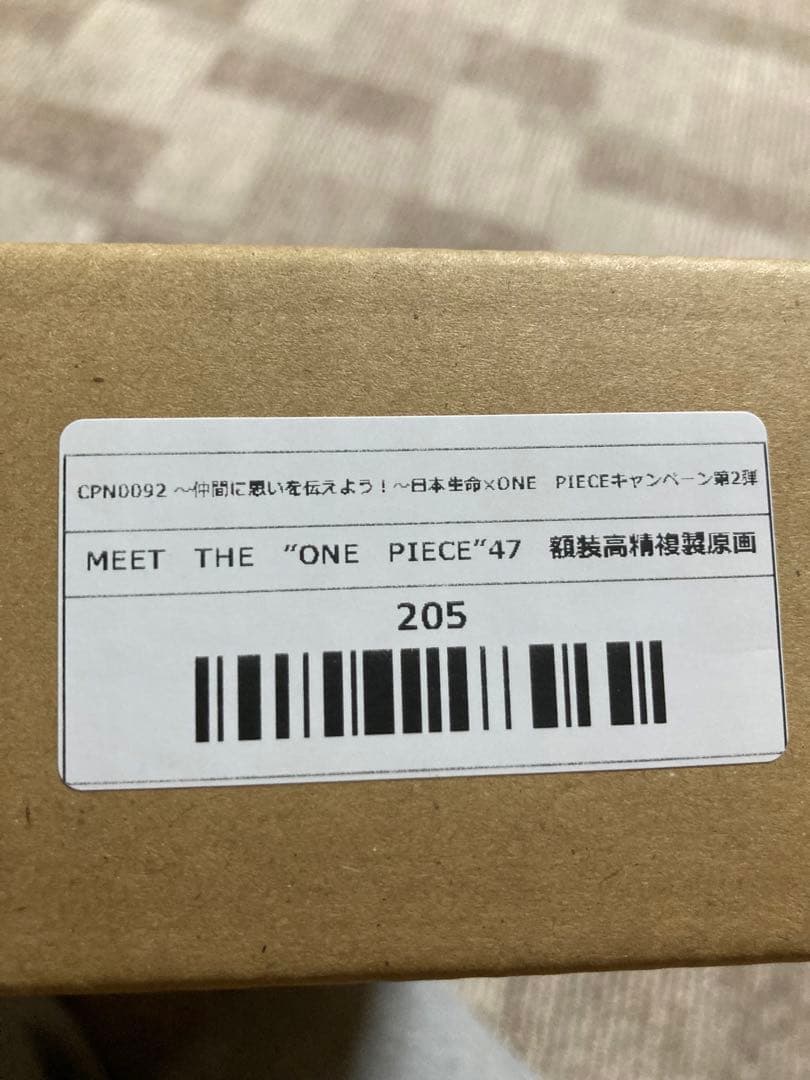 CPN0092 ～仲間に思いを伝えよう！～日本生命×ONE　PIECEキャンペーン第2弾
MEET　THE　“ONE　PIECE”47　額装高精複製原画
205